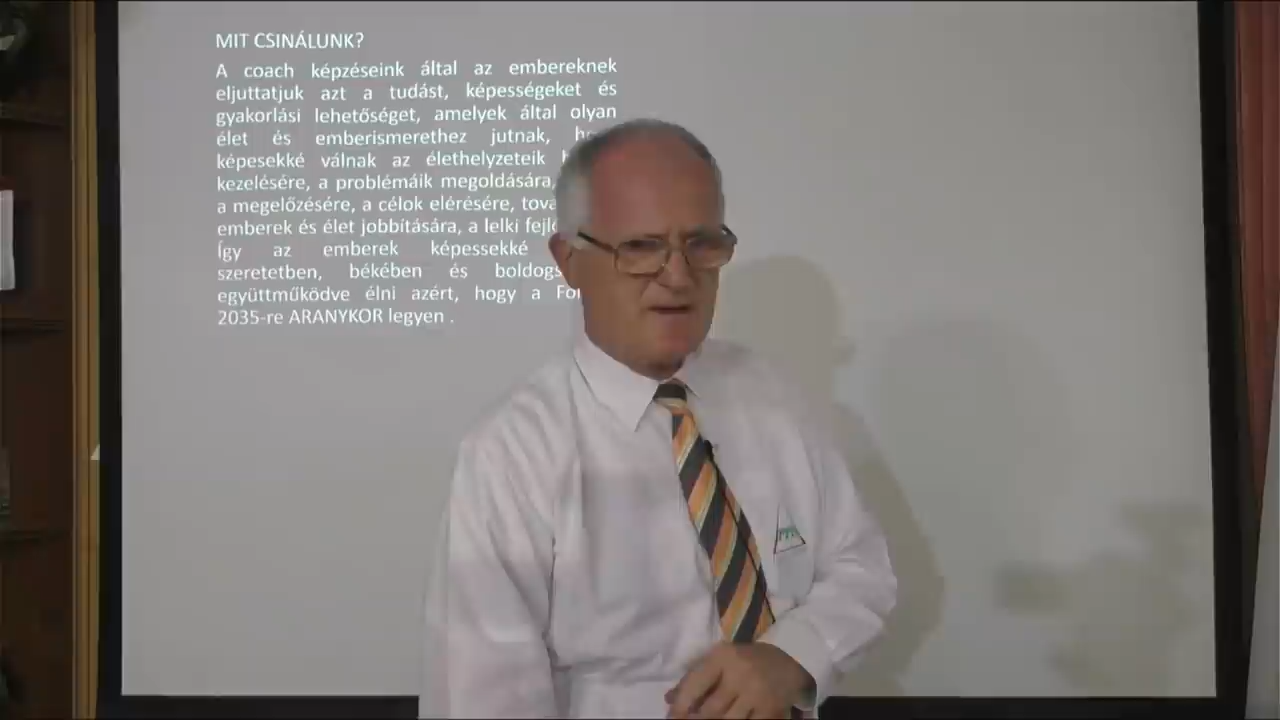 MIT CSINÁLUNK?
A coach képzéseink által az embereknek
eljuttatjuk azt a tudást, képességeket és
gyakorlási lehetőséget, amelyek által olyan
élet és emberismerethez jutnak,
képesekké válnak az élethelyzeteik
kezelésére, a problémáik megoldására,
a megelőzésére, a célok elérésére,
emberek és élet jobbítására, a lelki
Így az emberek képessekké
szeretetben, békében és
együttműködve élni azért, hogy a
2035-re ARANYKOR legyen .